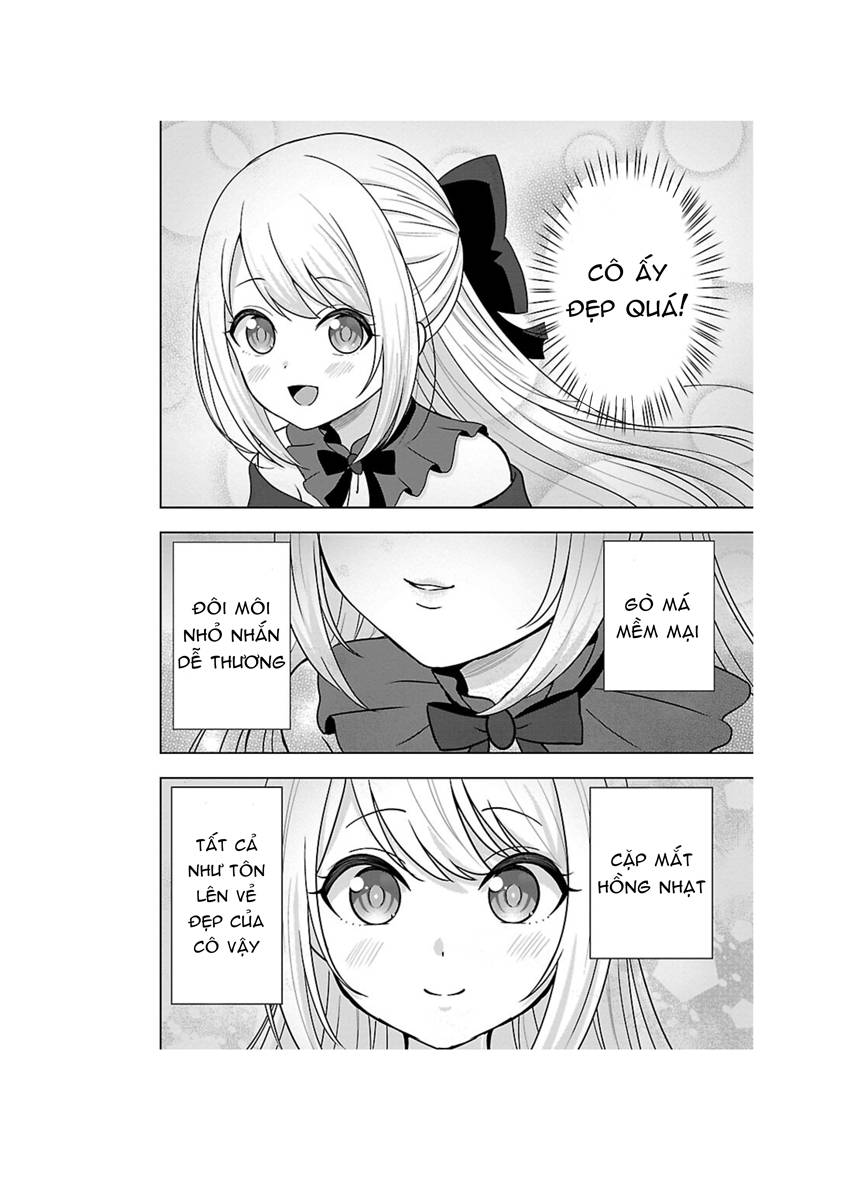 CÔ ẤY
ĐẸP QUÁ!
GÒ MÁ
MỀM MẠI
ĐÔI MÔI
NHỎ NHẮN
DỄ THƯƠNG
CẶP MẮT
HỒNG NHẠT
TẤT CẢ
NHƯ TÔN
LÊN VẺ
ĐẸP CỦA
CÔ VẬY